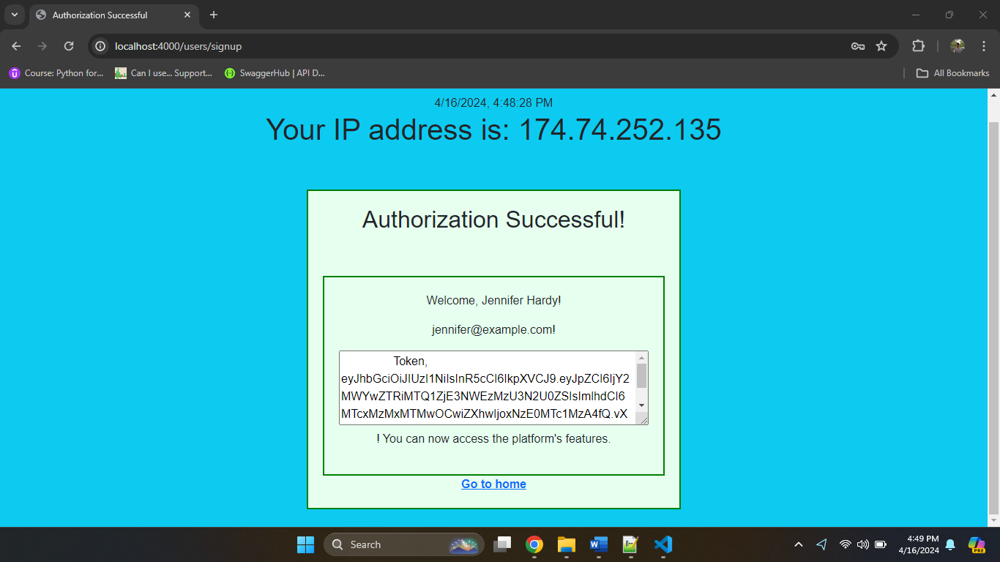 Authorization Successful
localhost:4000/users/signup
Course: Python for...
Can I use... Support...
SwaggerHub | API D...
All Bookmarks
4/16/2024, 4:48:28 PM
Your IP address is: 174.74.252.135
Authorization Successful!
Welcome, Jennifer Hardy!
jennifer@example.com!
Token,
eyJhbGciOiJIUzI1NiIsInR5cCI6IkpXVCJ9.eyJpZCI6IjY2
MWYwZTRiMTQ1ZjE3NWEzMzU3N2U0ZSIsImlhdCI6
MTcxMzMxMTMwOCwiZXhwIjoxNzE0MTc1MzA4fQ.vX
! You can now access the platform's features.
Go to home
Search
4:49 PM
4/16/2024
PRE